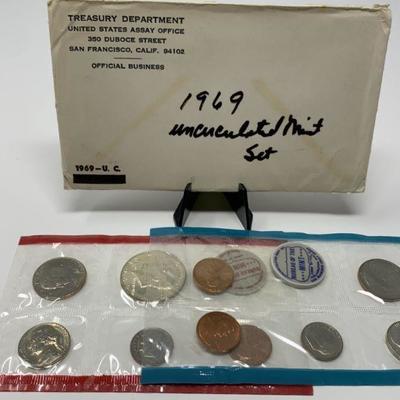 TREASURY DEPARTMENT
UNITED STATES ASSAY OFFICE
350 DUBOCE STREET
SAN FRANCISCO, CALIF. 94102
OFFICIAL BUSINESS
1969
uncirculated Mint
Set
1969-U. C.